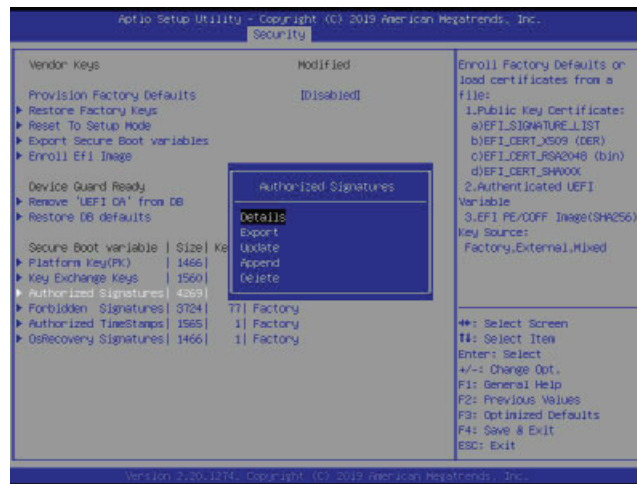 Aptio Setup Utility - Copyright (C) 2019 American Megatrends, Inc.
Security
Vendor Keys Modified
Provision Factory Defaults [Disabled]
Restore Factory Keys
Reset To Setup Mode
Export Secure Boot variables
Enroll Efi Image
Device Guard Ready
Remove 'UEFI CA' from DB
Restore DB defaults
Secure Boot variable | Size| Ke
Platform Key(PK) | 1466|
Key Exchange Keys | 1560|
Authorized Signatures| 4269|
Forbidden Signatures| 3724| 77| Factory
Authorized TimeStamps| 1565| 1| Factory
OsRecovery Signatures| 1466| 1| Factory
Authorized Signatures
Details
Export
Update
Append
Delete
Enroll Factory Defaults or
load certificates from a
file:
1.Public Key Certificate:
a)EFI_SIGNATURE_LIST
b)EFI_CERT_X509 (DER)
c)EFI_CERT_RSA2048 (bin)
d)EFI_CERT_SHAXXX
2.Authenticated UEFI
Variable
3.EFI PE/COFF Image(SHA256)
Key Source:
Factory,External,Mixed
→←: Select Screen
↑↓: Select Item
Enter: Select
+/-: Change Opt.
F1: General Help
F2: Previous Values
F3: Optimized Defaults
F4: Save & Exit
ESC: Exit
Version 2.20.1274. Copyright (C) 2019 American Megatrends, Inc.